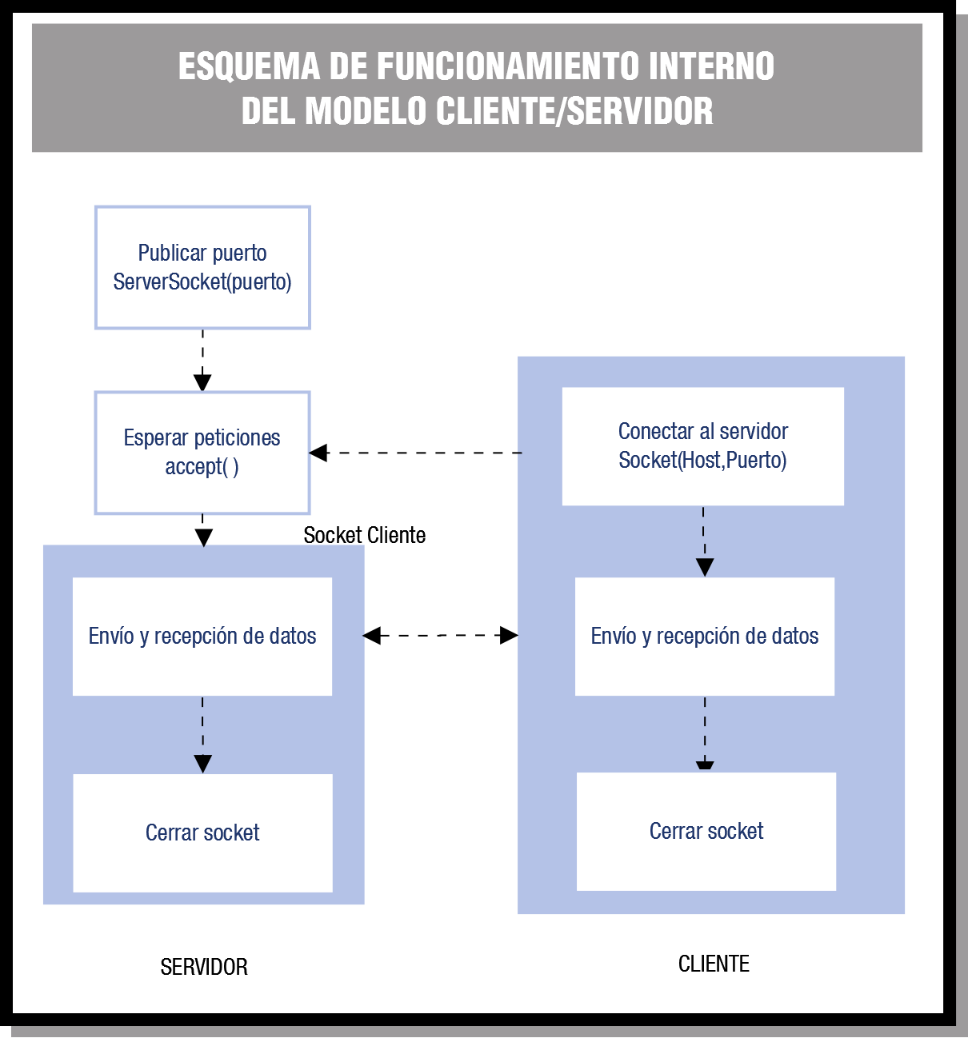 ESQUEMA DE FUNCIONAMIENTO INTERNO
DEL MODELO CLIENTE/SERVIDOR
Publicar puerto
ServerSocket(puerto)
Esperar peticiones
accept( )
Conectar al servidor
Socket(Host,Puerto)
Socket Cliente
Envío y recepción de datos
Envío y recepción de datos
Cerrar socket
Cerrar socket
SERVIDOR
CLIENTE